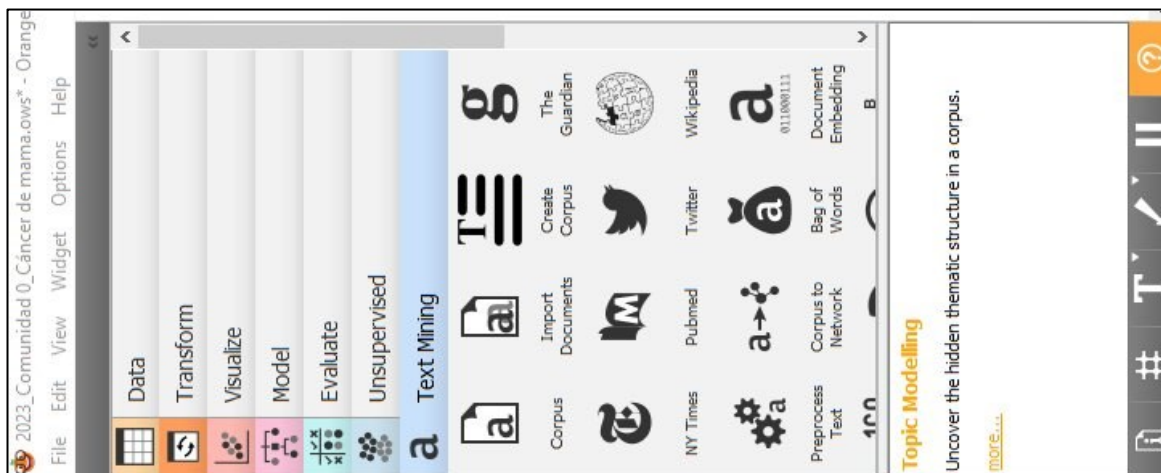 2023_Comunidad 0_Cáncer de mama.ows* - Orange
File Edit View Widget Options Help
Data
Transform
Visualize
Model
Evaluate
Unsupervised
a Text Mining
Corpus
Import Documents
Create Corpus
The Guardian
NY Times
Pubmed
Twitter
Wikipedia
011000111
Preprocess Text
Corpus to Network
Bag of Words
Document Embedding
Topic Modelling
Uncover the hidden thematic structure in a corpus.
more...